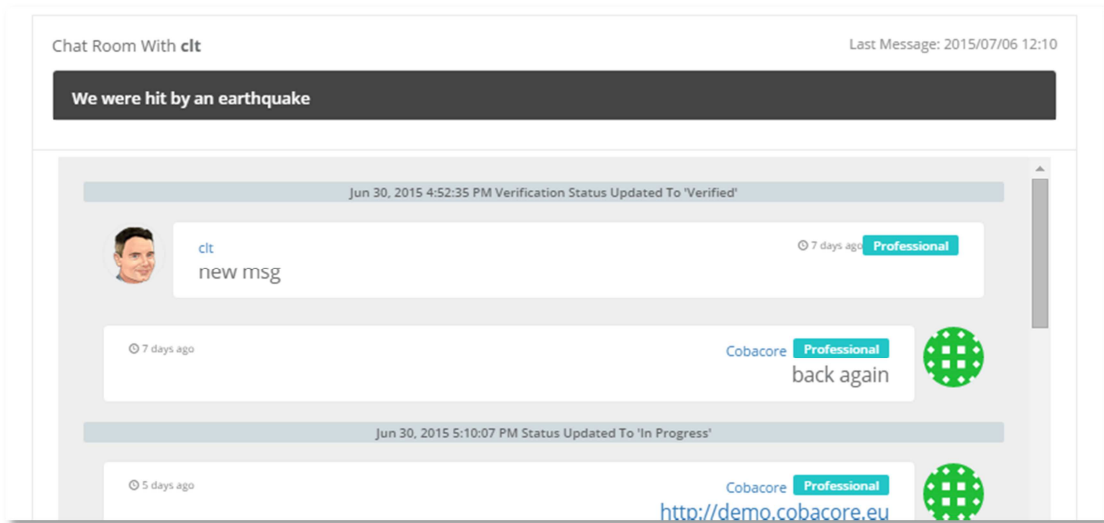 Chat Room With clt
Last Message: 2015/07/06 12:10
We were hit by an earthquake
Jun 30, 2015 4:52:35 PM Verification Status Updated To 'Verified'
clt
7 days ago Professional
new msg
7 days ago
Cobacore Professional
back again
Jun 30, 2015 5:10:07 PM Status Updated To 'In Progress'
5 days ago
Cobacore Professional
http://demo.cobacore.eu